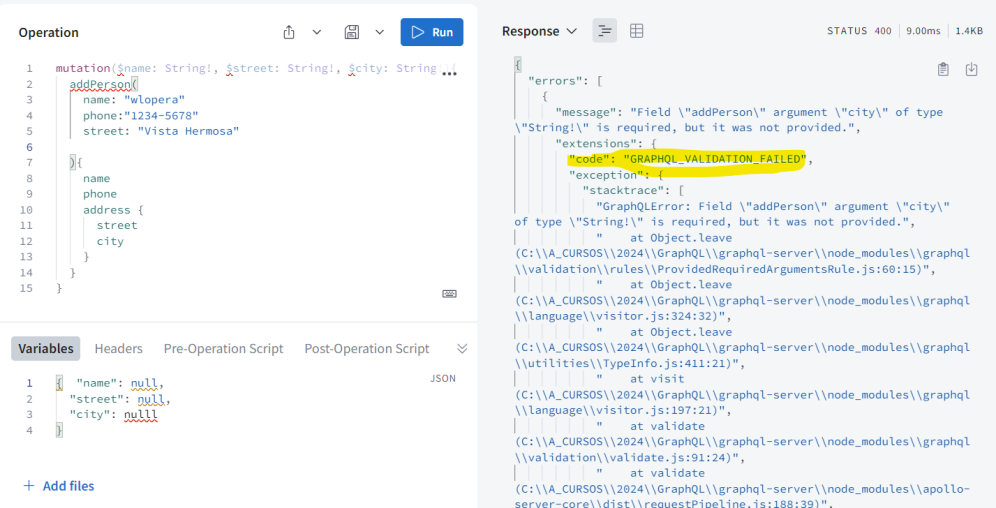 Operation
Run
1 mutation($name: String!, $street: String!, $city: String ...
2 addPerson(
3 name: "wlopera"
4 phone:"1234-5678"
5 street: "Vista Hermosa"
6
7 ){
8 name
9 phone
10 address {
11 street
12 city
13 }
14 }
15 }
Variables Headers Pre-Operation Script Post-Operation Script
JSON
1 { "name": null,
2 "street": null,
3 "city": nulll
4 }
+ Add files
Response
STATUS 400 9.00ms 1.4KB
{
"errors": [
{
"message": "Field \"addPerson\" argument \"city\" of type
\"String!\" is required, but it was not provided.",
"extensions": {
"code": "GRAPHQL_VALIDATION_FAILED",
"exception": {
"stacktrace": [
"GraphQLError: Field \"addPerson\" argument \"city\"
of type \"String!\" is required, but it was not provided.",
"    at Object.leave
(C:\\A_CURSOS\\2024\\GraphQL\\graphql-server\\node_modules\\graphql
\\validation\\rules\\ProvidedRequiredArgumentsRule.js:60:15)",
"    at Object.leave
(C:\\A_CURSOS\\2024\\GraphQL\\graphql-server\\node_modules\\graphql
\\language\\visitor.js:324:32)",
"    at Object.leave
(C:\\A_CURSOS\\2024\\GraphQL\\graphql-server\\node_modules\\graphql
\\utilities\\TypeInfo.js:411:21)",
"    at visit
(C:\\A_CURSOS\\2024\\GraphQL\\graphql-server\\node_modules\\graphql
\\language\\visitor.js:197:21)",
"    at validate
(C:\\A_CURSOS\\2024\\GraphQL\\graphql-server\\node_modules\\graphql
\\validation\\validate.js:91:24)",
"    at validate
(C:\\A_CURSOS\\2024\\GraphQL\\graphql-server\\node_modules\\apollo-
server-core\\dist\\requestPipeline.js:188:39)",